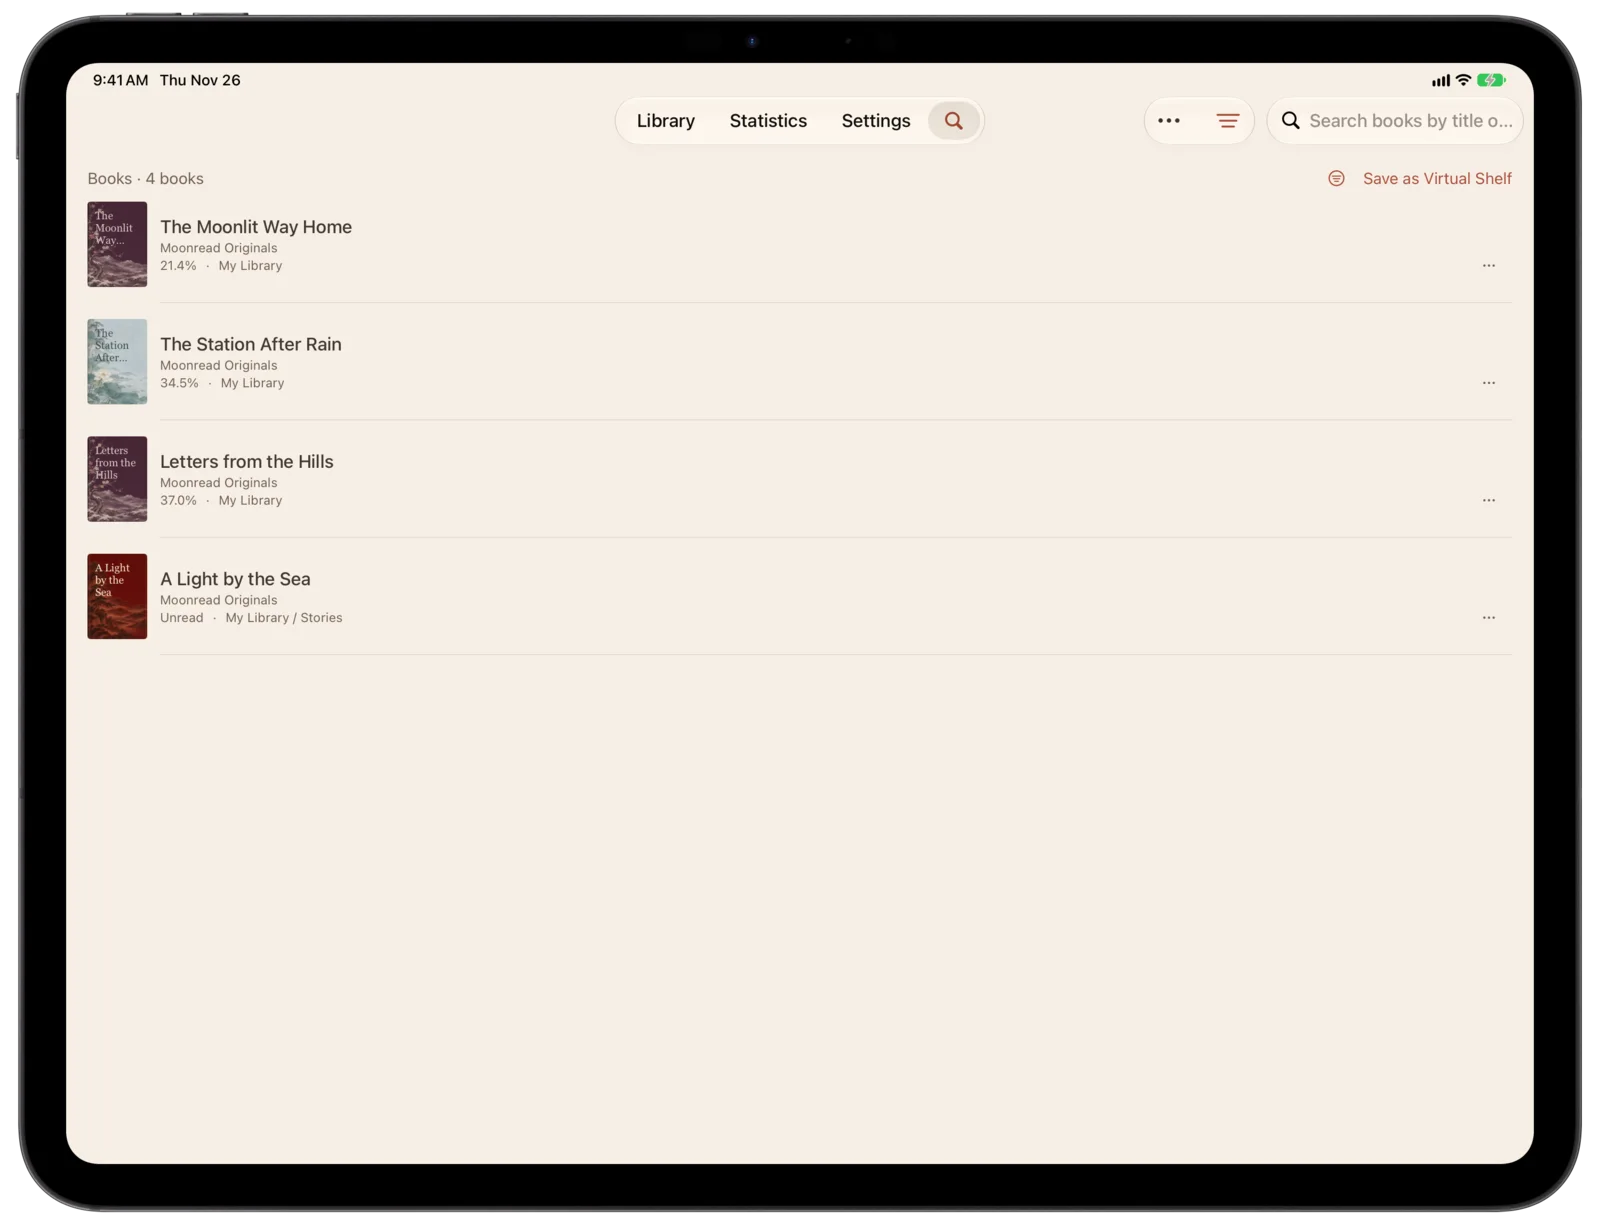 9:41 AM Thu Nov 26
Library Statistics Settings
Search books by title o...
Books · 4 books
Save as Virtual Shelf
The
Moonlit
Way...
The Moonlit Way Home
Moonread Originals
21.4% · My Library
The
Station
After...
The Station After Rain
Moonread Originals
34.5% · My Library
Letters
from the
Hills
Letters from the Hills
Moonread Originals
37.0% · My Library
A Light
by the
Sea
A Light by the Sea
Moonread Originals
Unread · My Library / Stories